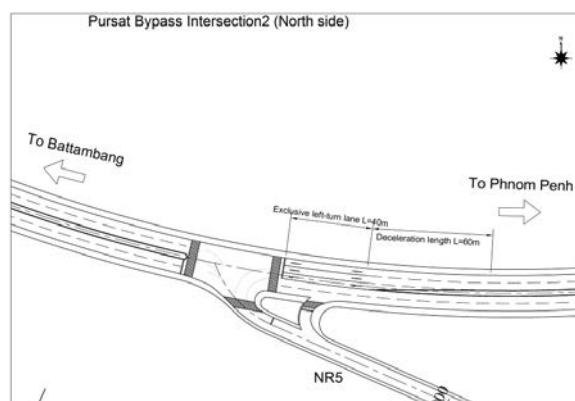 Pursat Bypass Intersection2 (North side)
N
To Battambang
To Phnom Penh
Exclusive left-turn lane L=40m
Deceleration length L=60m
NR5